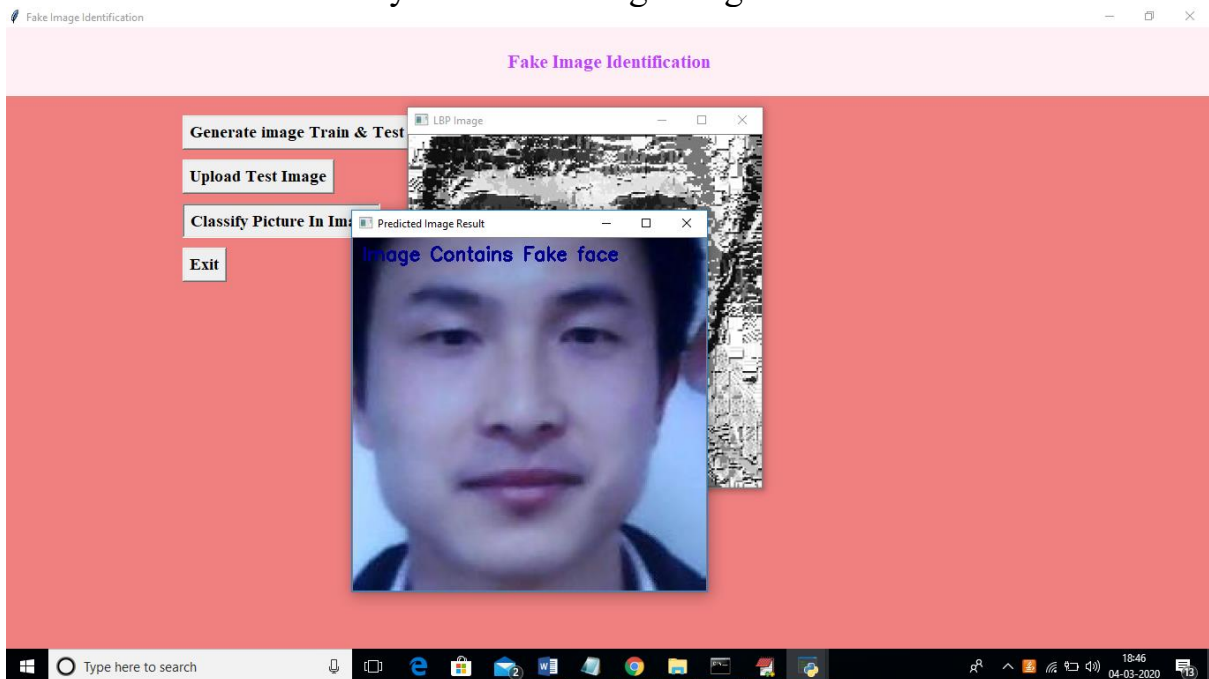 Fake Image Identification
Fake Image Identification
Generate image Train & Test
LBP Image
Upload Test Image
Classify Picture In
Predicted Image Result
Image Contains Fake face
Exit
Type here to search
2
18:46
04-03-2020
13